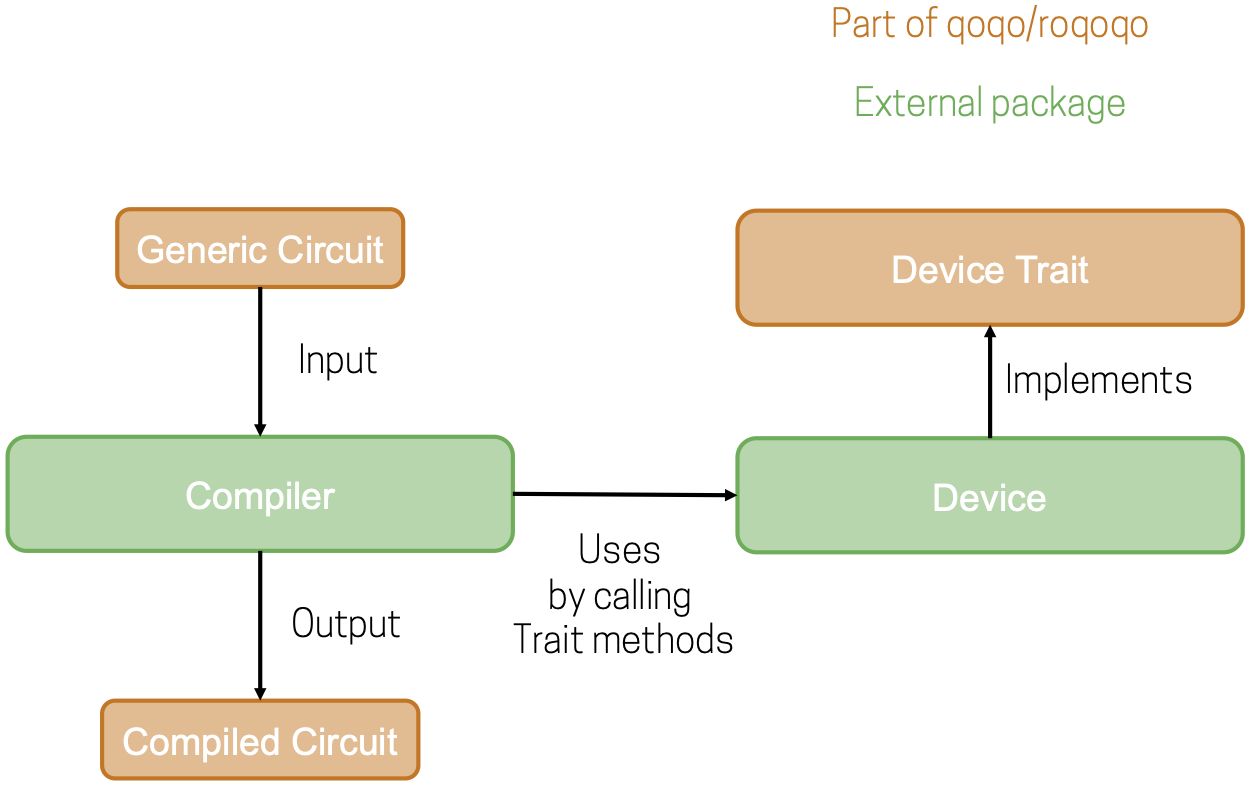 Part of qoqo/roqoqo
External package
Generic Circuit
Device Trait
Input
Implements
Compiler
Device
Uses
by calling
Trait methods
Output
Compiled Circuit